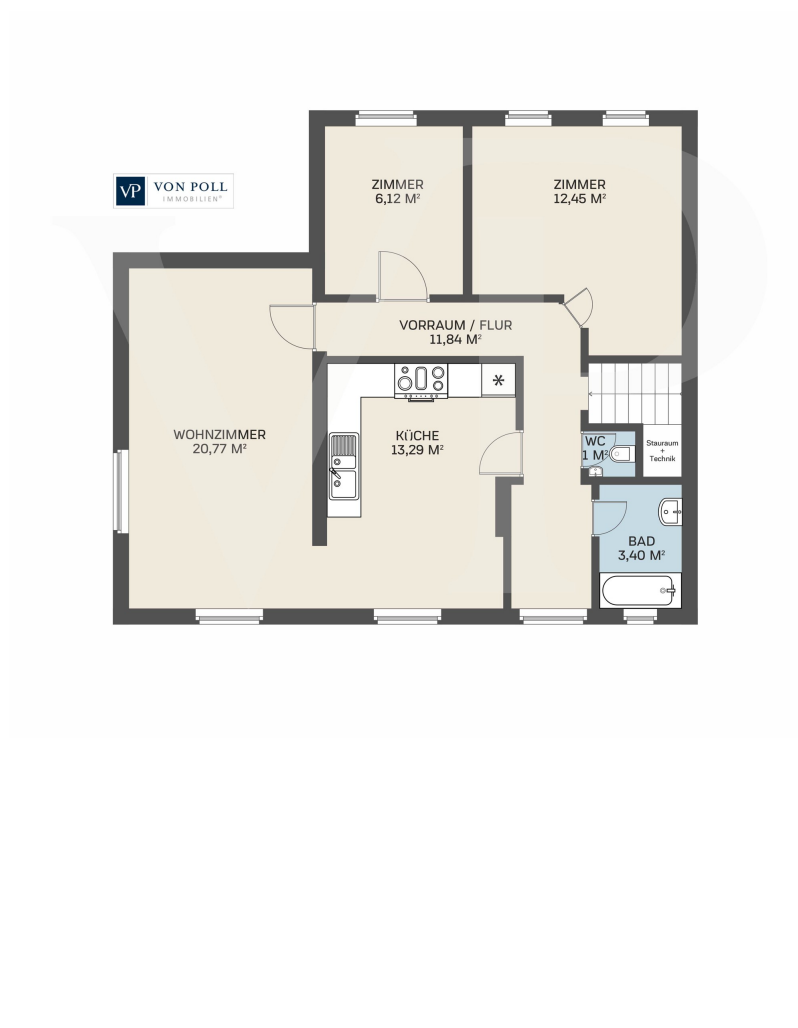 VP
VON POLL
IMMOBILIEN®
ZIMMER
6,12 M²
ZIMMER
12,45 M²
VORRAUM / FLUR
11,84 M²
WOHNZIMMER
20,77 M²
KÜCHE
13,29 M²
WC
1 M²
Stauraum
+
Technik
BAD
3,40 M²